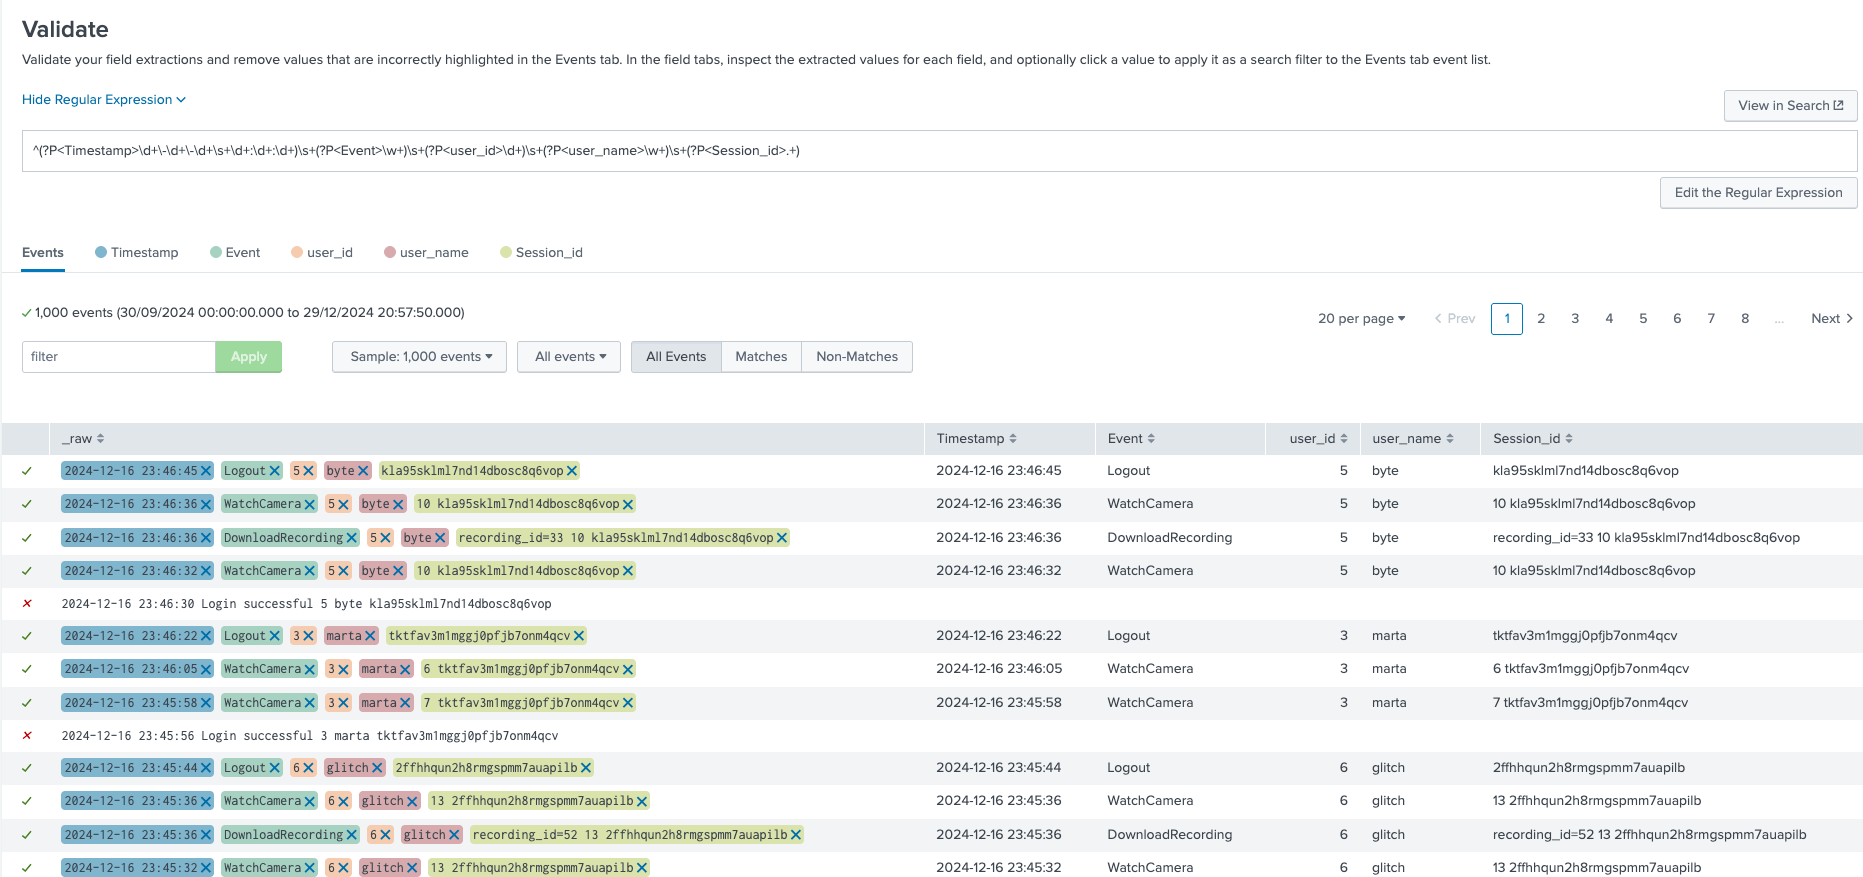 Validate
Validate your field extractions and remove values that are incorrectly highlighted in the Events tab. In the field tabs, inspect the extracted values for each field, and optionally click a value to apply it as a search filter to the Events tab event list.
Hide Regular Expression
View in Search
^(?P<Timestamp>\d+\-\d+\-\d+\s+\d+:\d+:\d+)\s+(?P<Event>\w+)\s+(?P<user_id>\d+)\s+(?P<user_name>\w+)\s+(?P<Session_id>.+)
Edit the Regular Expression
Events Timestamp Event user_id user_name Session_id
1,000 events (30/09/2024 00:00:00.000 to 29/12/2024 20:57:50.000)
20 per page Prev 1 2 3 4 5 6 7 8 ... Next
filter Apply Sample: 1,000 events All events All Events Matches Non-Matches
_raw Timestamp Event user_id user_name Session_id
2024-12-16 23:46:45 Logout 5 byte kla95sklml7nd14dbosc8q6vop 2024-12-16 23:46:45 Logout 5 byte kla95sklml7nd14dbosc8q6vop
2024-12-16 23:46:36 WatchCamera 5 byte 10 kla95sklml7nd14dbosc8q6vop 2024-12-16 23:46:36 WatchCamera 5 byte 10 kla95sklml7nd14dbosc8q6vop
2024-12-16 23:46:36 DownloadRecording 5 byte recording_id=33 10 kla95sklml7nd14dbosc8q6vop 2024-12-16 23:46:36 DownloadRecording 5 byte recording_id=33 10 kla95sklml7nd14dbosc8q6vop
2024-12-16 23:46:32 WatchCamera 5 byte 10 kla95sklml7nd14dbosc8q6vop 2024-12-16 23:46:32 WatchCamera 5 byte 10 kla95sklml7nd14dbosc8q6vop
2024-12-16 23:46:30 Login successful 5 byte kla95sklml7nd14dbosc8q6vop
2024-12-16 23:46:22 Logout 3 marta tktfav3m1mggj0pfjb7onm4qcv 2024-12-16 23:46:22 Logout 3 marta tktfav3m1mggj0pfjb7onm4qcv
2024-12-16 23:46:05 WatchCamera 3 marta 6 tktfav3m1mggj0pfjb7onm4qcv 2024-12-16 23:46:05 WatchCamera 3 marta 6 tktfav3m1mggj0pfjb7onm4qcv
2024-12-16 23:45:58 WatchCamera 3 marta 7 tktfav3m1mggj0pfjb7onm4qcv 2024-12-16 23:45:58 WatchCamera 3 marta 7 tktfav3m1mggj0pfjb7onm4qcv
2024-12-16 23:45:56 Login successful 3 marta tktfav3m1mggj0pfjb7onm4qcv
2024-12-16 23:45:44 Logout 6 glitch 2ffhhqun2h8rmgspmm7auapilb 2024-12-16 23:45:44 Logout 6 glitch 2ffhhqun2h8rmgspmm7auapilb
2024-12-16 23:45:36 WatchCamera 6 glitch 13 2ffhhqun2h8rmgspmm7auapilb 2024-12-16 23:45:36 WatchCamera 6 glitch 13 2ffhhqun2h8rmgspmm7auapilb
2024-12-16 23:45:36 DownloadRecording 6 glitch recording_id=52 13 2ffhhqun2h8rmgspmm7auapilb 2024-12-16 23:45:36 DownloadRecording 6 glitch recording_id=52 13 2ffhhqun2h8rmgspmm7auapilb
2024-12-16 23:45:32 WatchCamera 6 glitch 13 2ffhhqun2h8rmgspmm7auapilb 2024-12-16 23:45:32 WatchCamera 6 glitch 13 2ffhhqun2h8rmgspmm7auapilb